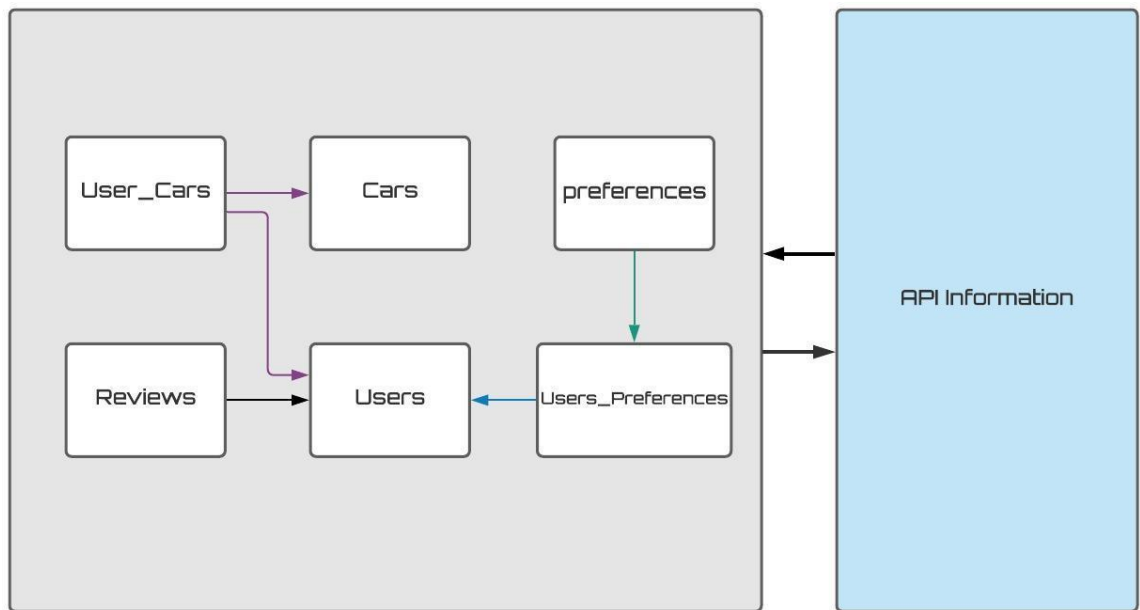 User_Cars
Cars
preferences
API Information
Reviews
Users
Users_Preferences